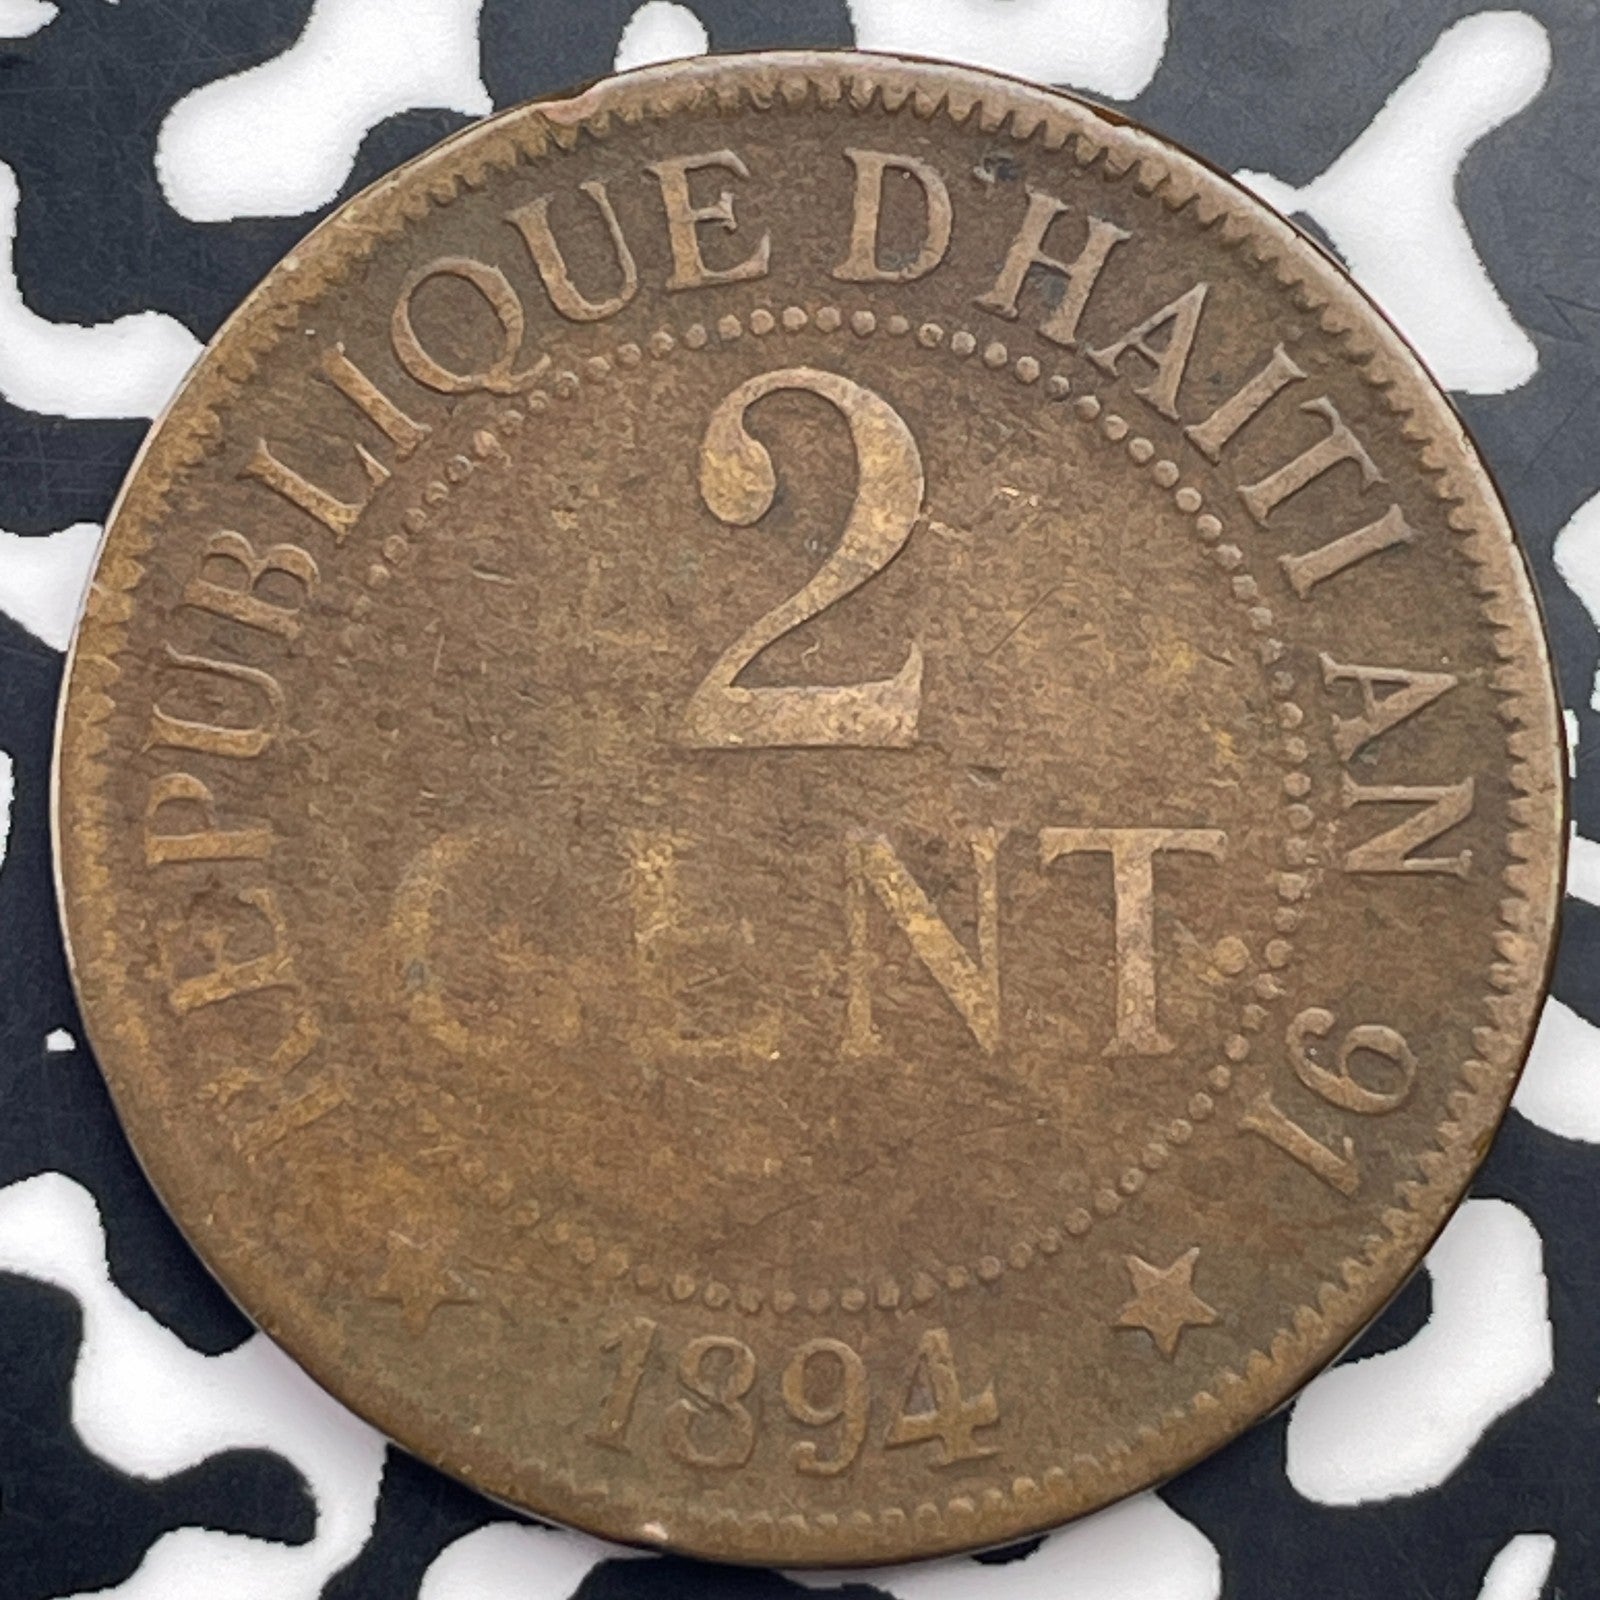 REPUBLIQUE D'HAITI AN 91
2
CENT.
1894